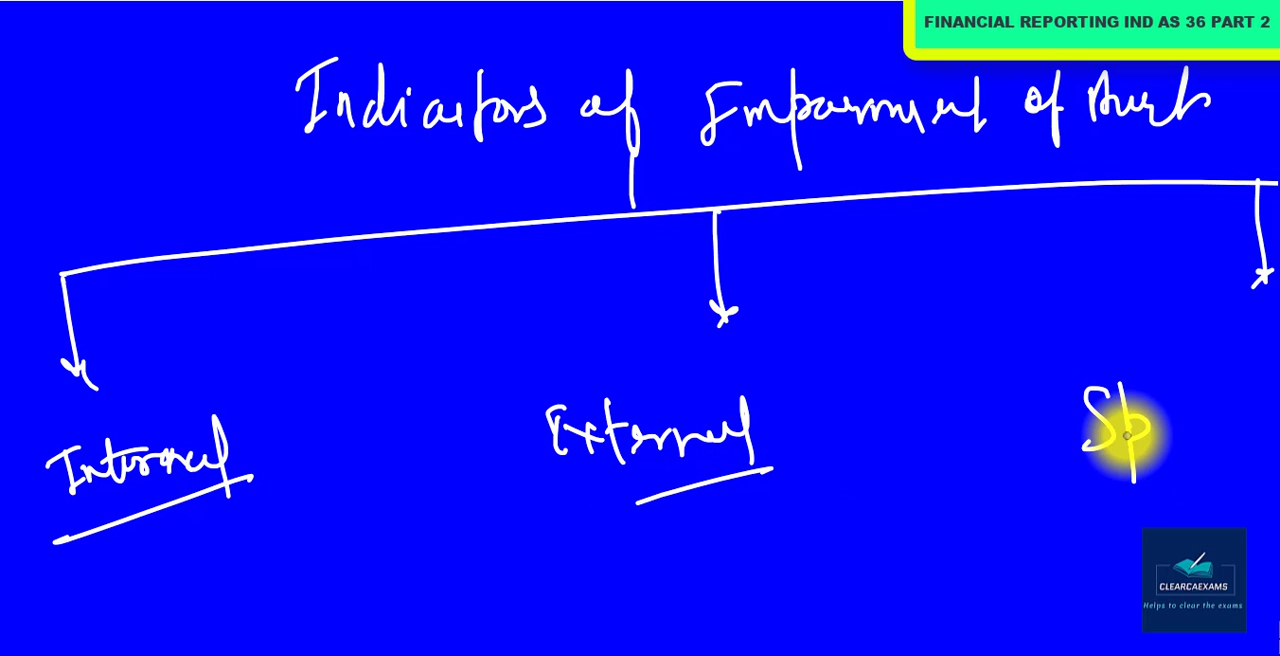 FINANCIAL REPORTING IND AS 36 PART 2
Indicators of Impairment of Assets
Internal
External
Sp
CLEARCAEXAMS
Helps to clear the exams